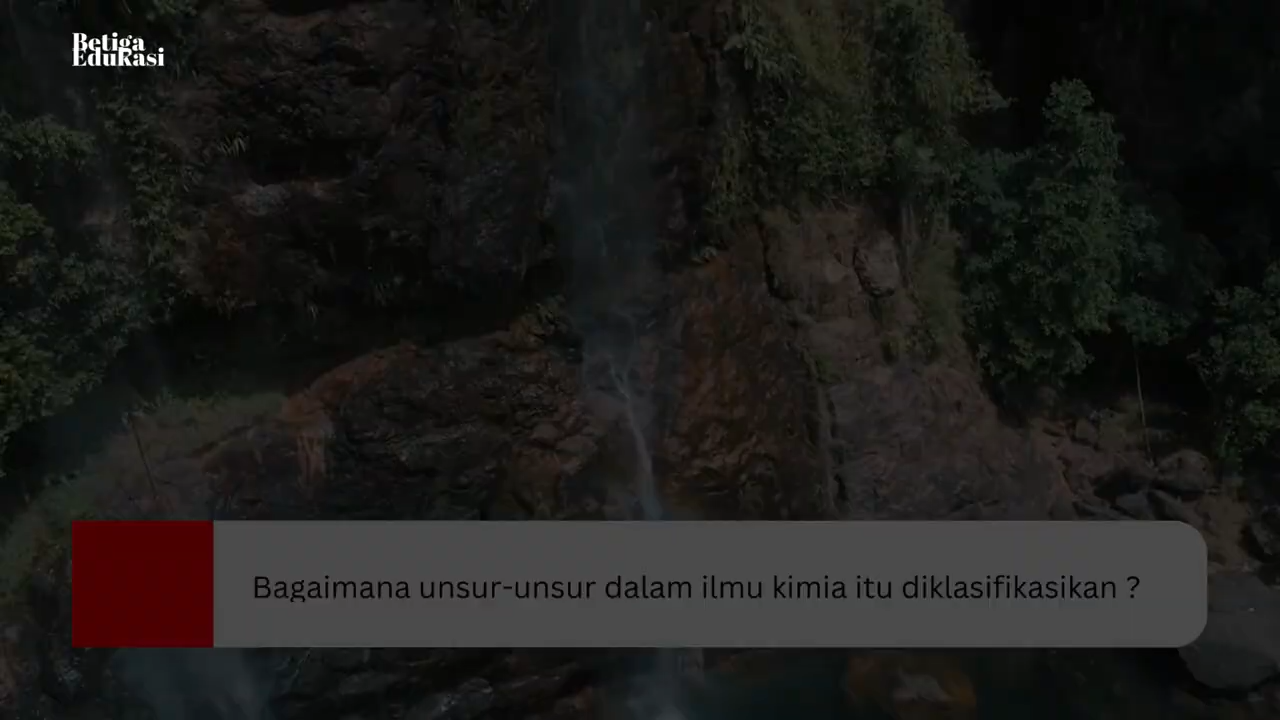 Betiga
EduKasi
Bagaimana unsur-unsur dalam ilmu kimia itu diklasifikasikan ?